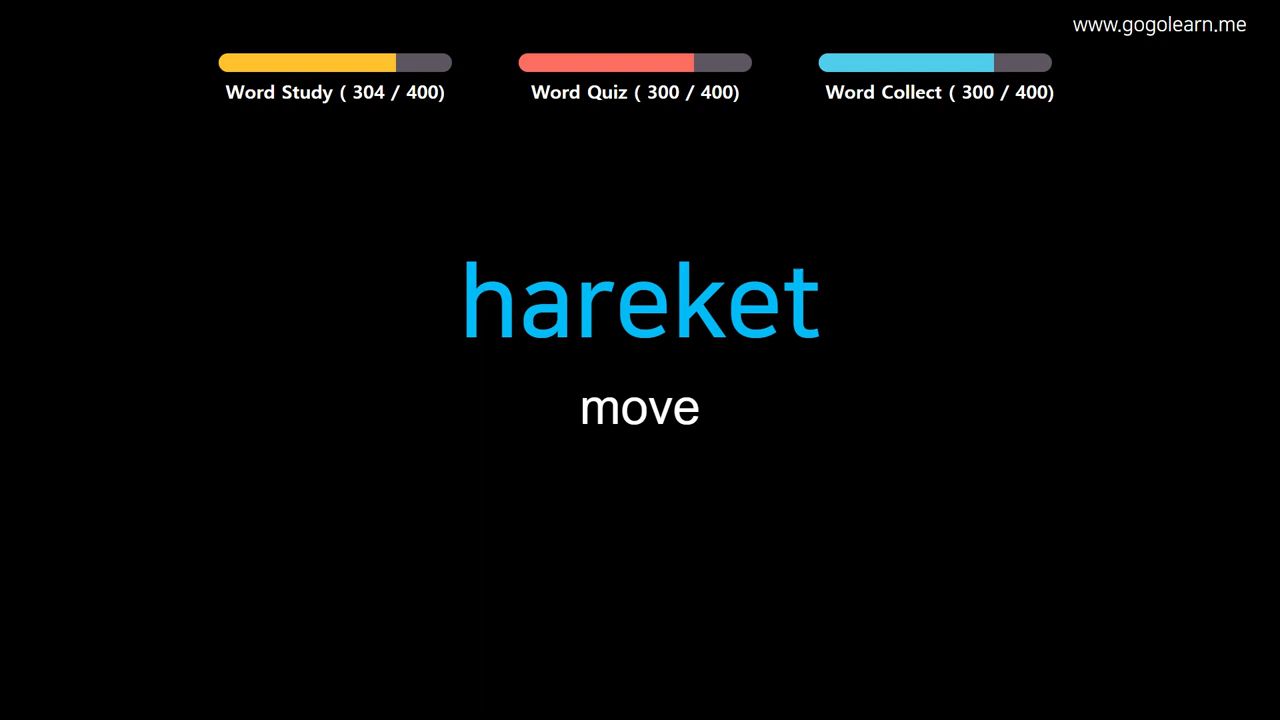 www.gogolearn.me
Word Study ( 304 / 400)
Word Quiz ( 300 / 400)
Word Collect ( 300 / 400)
hareket
move